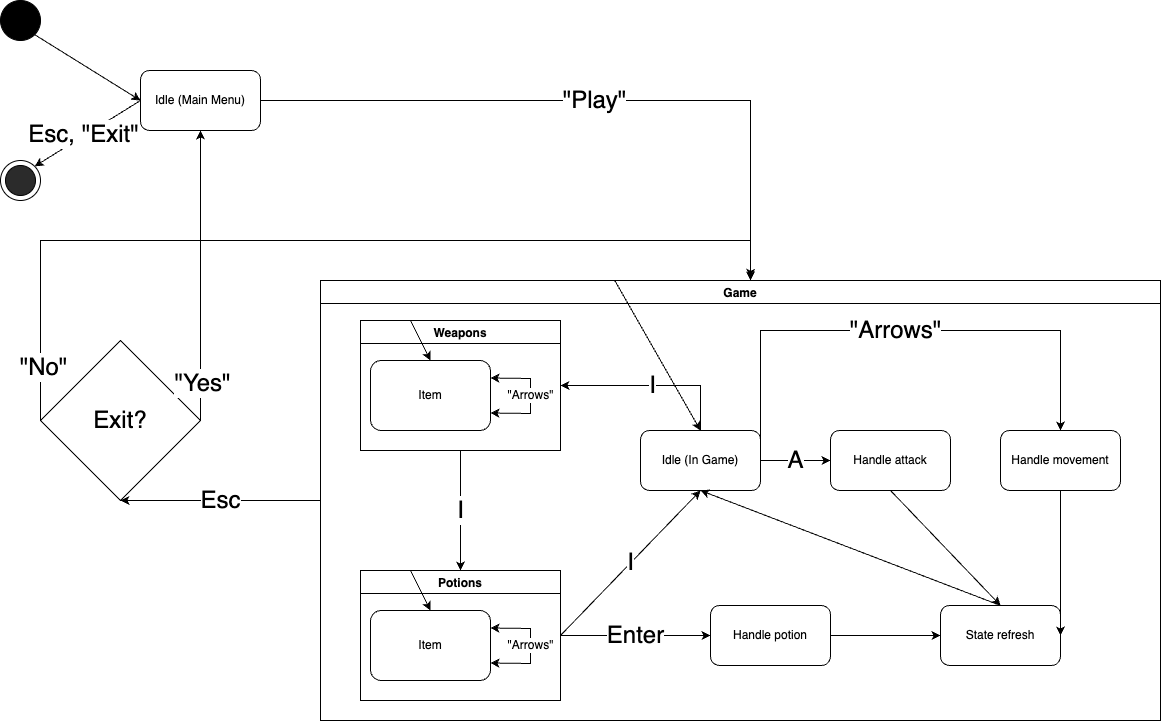 Idle (Main Menu)
"Play"
Esc, "Exit"
Game
Weapons
"Arrows"
"No"
"Yes"
I
Item
"Arrows"
Exit?
Idle (In Game)
A
Handle attack
Handle movement
Esc
I
I
Potions
Item
"Arrows"
Enter
Handle potion
State refresh